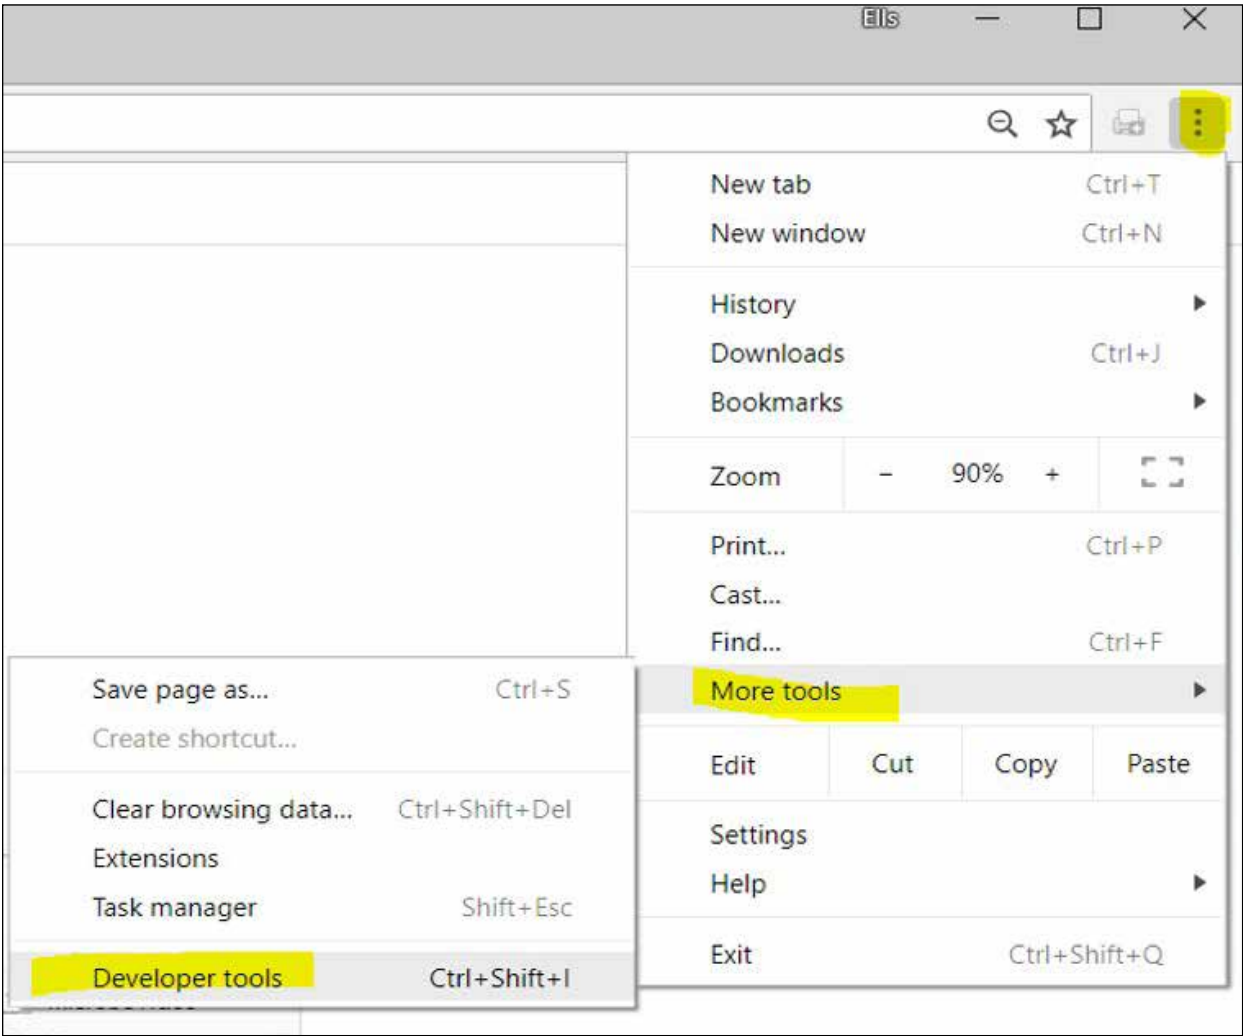 Ells
New tab Ctrl+T
New window Ctrl+N
History
Downloads Ctrl+J
Bookmarks
Zoom − 90% +
Print... Ctrl+P
Cast...
Find... Ctrl+F
More tools
Edit Cut Copy Paste
Settings
Help
Exit Ctrl+Shift+Q
Save page as... Ctrl+S
Create shortcut...
Clear browsing data... Ctrl+Shift+Del
Extensions
Task manager Shift+Esc
Developer tools Ctrl+Shift+I